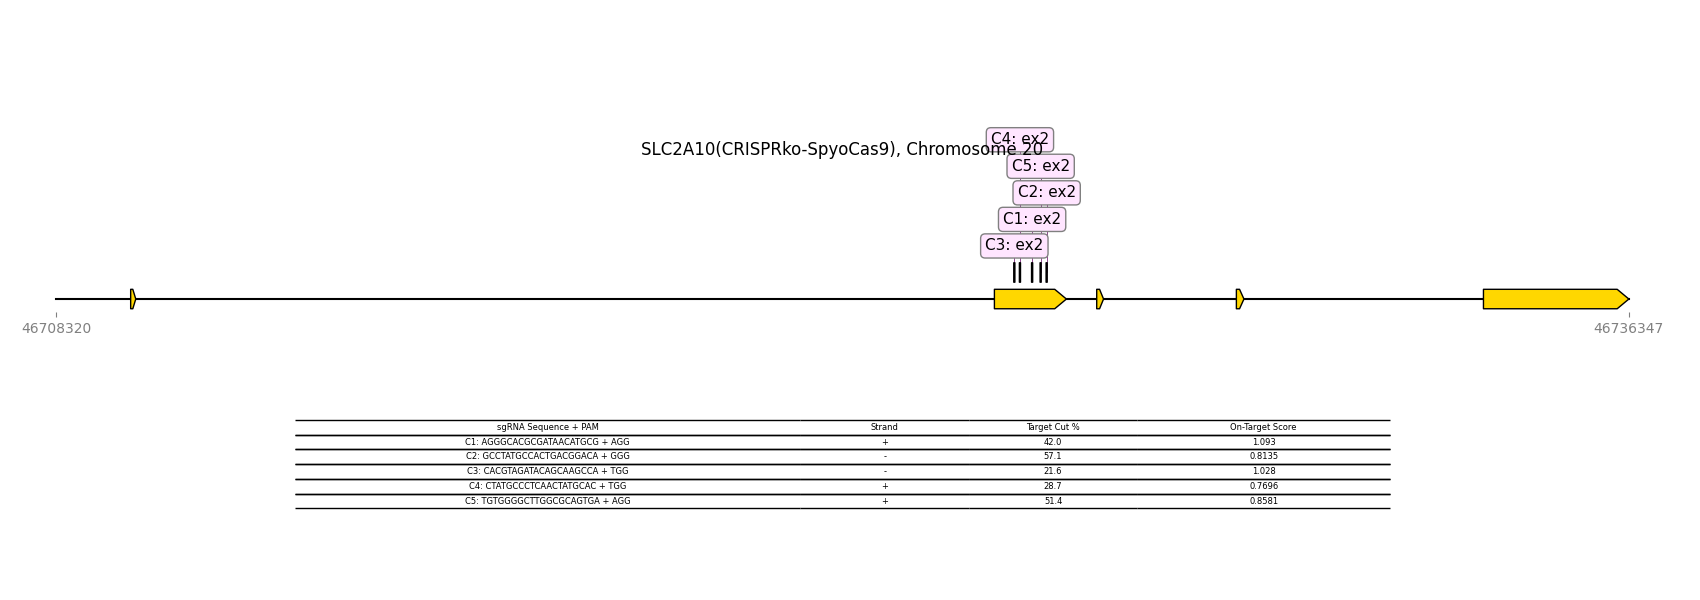 C4: ex2
SLC2A10(CRISPRko-SpyoCas9), Chromosome 20
C5: ex2
C2: ex2
C1: ex2
C3: ex2
46708320 46736347
sgRNA Sequence + PAM Strand Target Cut % On-Target Score
C1: AGGGCACGCGATAACATGCG + AGG + 42.0 1.093
C2: GCCTATGCCACTGACGGACA + GGG - 57.1 0.8135
C3: CACGTAGATACAGCAAGCCA + TGG - 21.6 1.028
C4: CTATGCCCTCAACTATGCAC + TGG + 28.7 0.7696
C5: TGTGGGGCTTGGCGCAGTGA + AGG + 51.4 0.8581